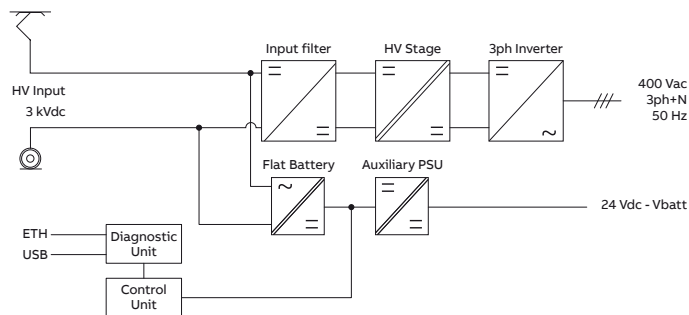 Input filter
HV Stage
3ph Inverter
HV Input
3 kVdc
400 Vac
3ph+N
50 Hz
~
Flat Battery
Auxiliary PSU
~
24 Vdc - Vbatt
ETH
USB
Diagnostic
Unit
Control
Unit